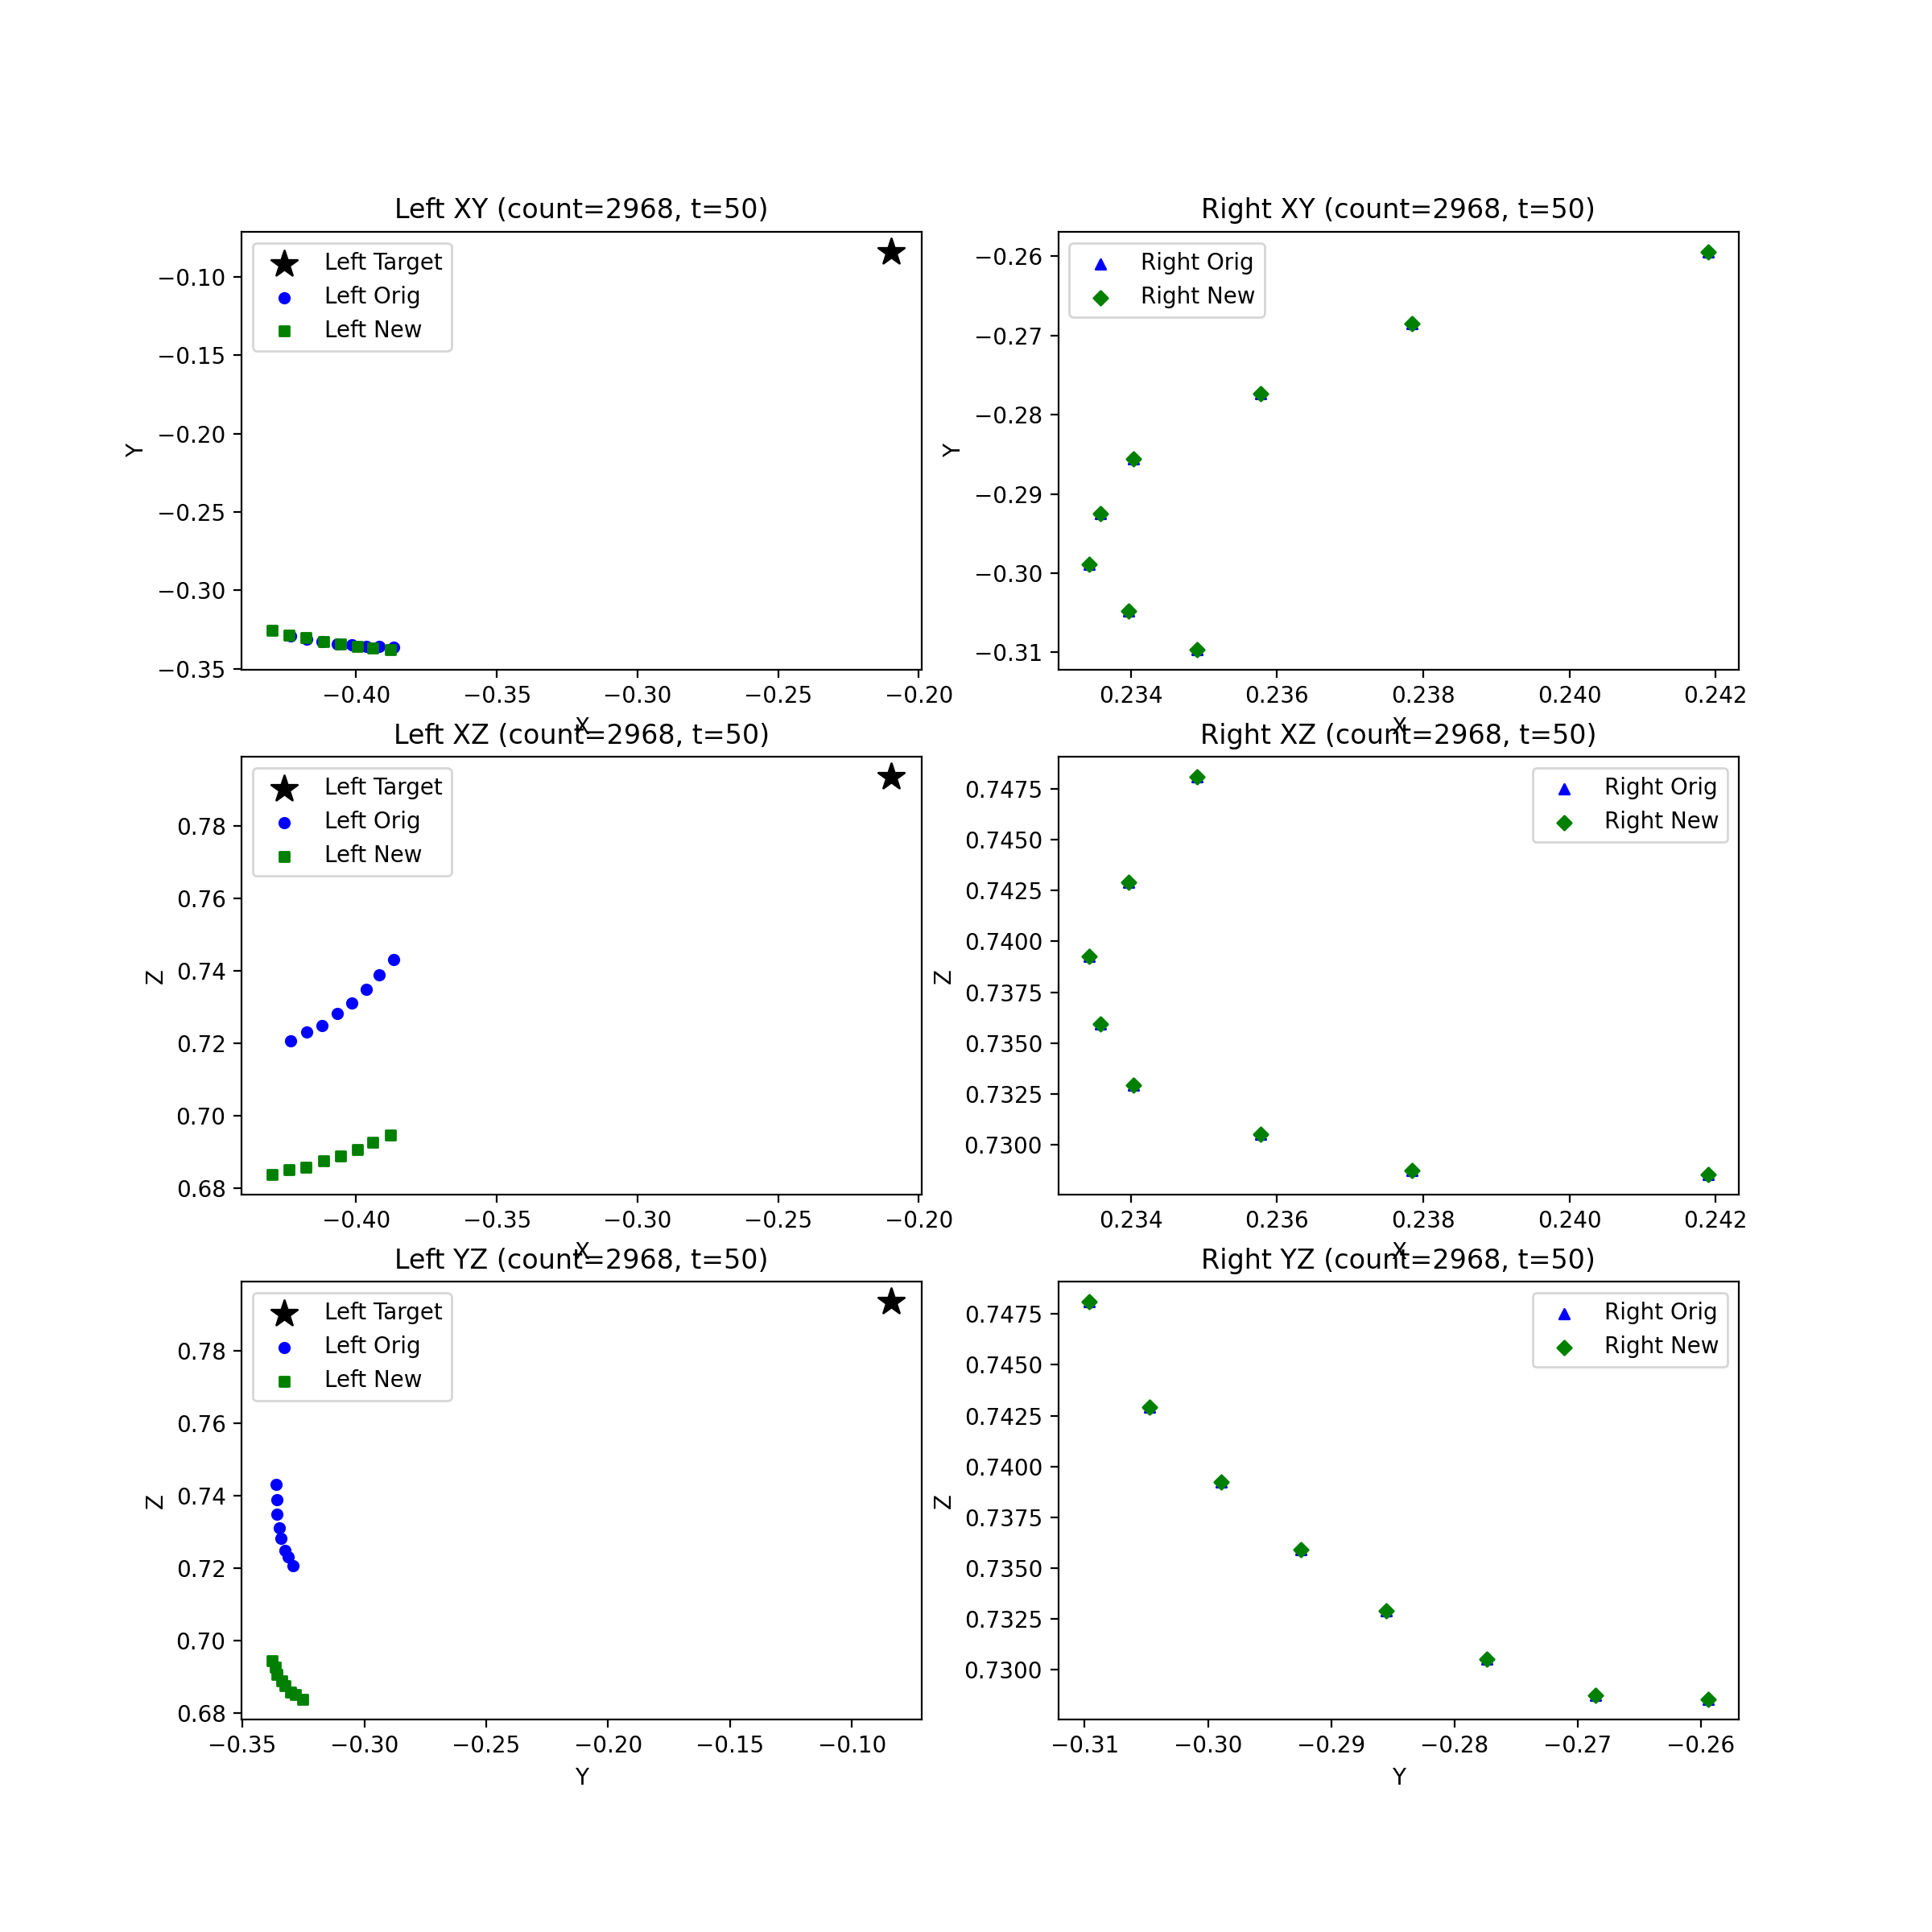 Left XY (count=2968, t=50)
Left Target
Left Orig
Left New
−0.10
−0.15
−0.20
−0.25
−0.30
−0.35
Y
−0.40 −0.35 −0.30 −0.25 −0.20
X
Right XY (count=2968, t=50)
Right Orig
Right New
−0.26
−0.27
−0.28
−0.29
−0.30
−0.31
Y
0.234 0.236 0.238 0.240 0.242
X
Left XZ (count=2968, t=50)
Left Target
Left Orig
Left New
0.78
0.76
0.74
0.72
0.70
0.68
Z
−0.40 −0.35 −0.30 −0.25 −0.20
X
Right XZ (count=2968, t=50)
Right Orig
Right New
0.7475
0.7450
0.7425
0.7400
0.7375
0.7350
0.7325
0.7300
Z
0.234 0.236 0.238 0.240 0.242
X
Left YZ (count=2968, t=50)
Left Target
Left Orig
Left New
0.78
0.76
0.74
0.72
0.70
0.68
Z
−0.35 −0.30 −0.25 −0.20 −0.15 −0.10
Y
Right YZ (count=2968, t=50)
Right Orig
Right New
0.7475
0.7450
0.7425
0.7400
0.7375
0.7350
0.7325
0.7300
Z
−0.31 −0.30 −0.29 −0.28 −0.27 −0.26
Y